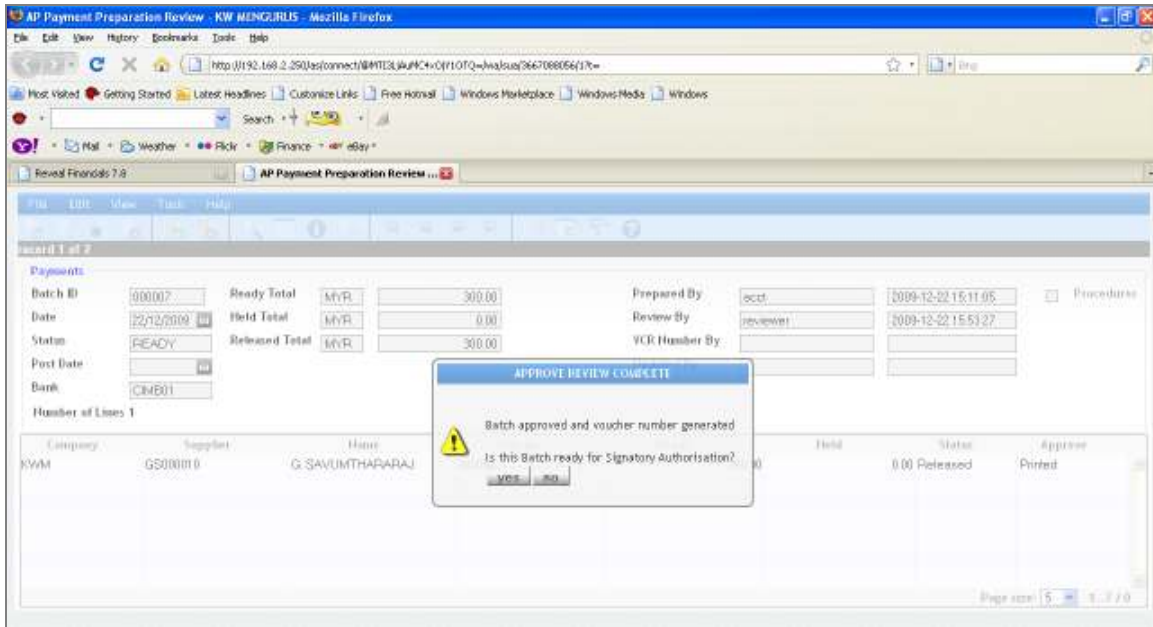 AP Payment Preparation Review - KW MENGURUS - Mozilla Firefox
File Edit View History Bookmarks Tools Help
Most Visited Getting Started Latest Headlines Customize Links Free Hotmail Windows Marketplace Windows Media Windows
Search
Mail Weather Flickr Finance eBay
Reveal Financials 7.8 AP Payment Preparation Review ...
File Edit View Tools Help
record 1 of 2
Payments
Batch ID 000007 Ready Total MYR 300.00 Prepared By acct 2009-12-22 15:11:05 Procedures
Date 22/12/2009 Held Total MYR 0.00 Review By reviewer 2009-12-22 15:53:27
Status READY Released Total MYR 300.00 VCR Number By
Post Date
Bank CIMB01
Number of Lines 1
APPROVE REVIEW COMPLETE
Batch approved and voucher number generated
Is this Batch ready for Signatory Authorisation?
yes no
Company Supplier Name Held Status Approve
KWM GS000010 G. SAVUMTHARARAJ 0.00 Released Printed
Page size: 5